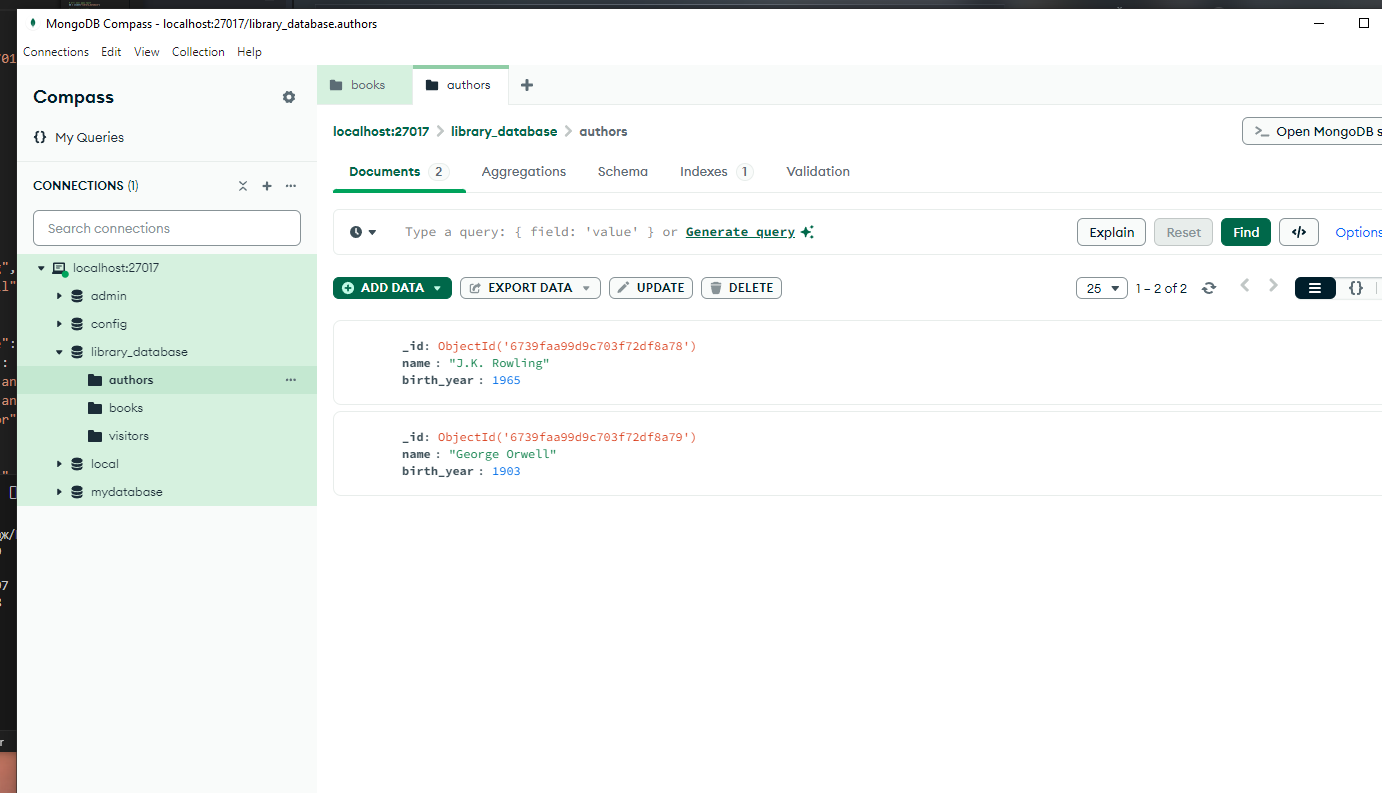 MongoDB Compass - localhost:27017/library_database.authors
Connections Edit View Collection Help
Compass
{} My Queries
CONNECTIONS (1)
Search connections
localhost:27017
admin
config
library_database
authors
books
visitors
local
mydatabase
books
authors
localhost:27017 > library_database > authors
>_ Open MongoDB s
Documents 2 Aggregations Schema Indexes 1 Validation
Type a query: { field: 'value' } or Generate query
Explain Reset Find </> Options
ADD DATA EXPORT DATA UPDATE DELETE
25 1 – 2 of 2 {}
_id: ObjectId('6739faa99d9c703f72df8a78')
name : "J.K. Rowling"
birth_year : 1965
_id: ObjectId('6739faa99d9c703f72df8a79')
name : "George Orwell"
birth_year : 1903